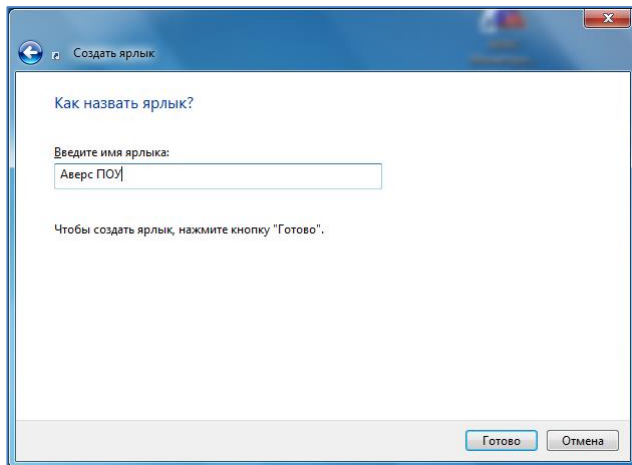 Создать ярлык
Как назвать ярлык?
Введите имя ярлыка:
Аверс ПОУ
Чтобы создать ярлык, нажмите кнопку "Готово".
Готово
Отмена